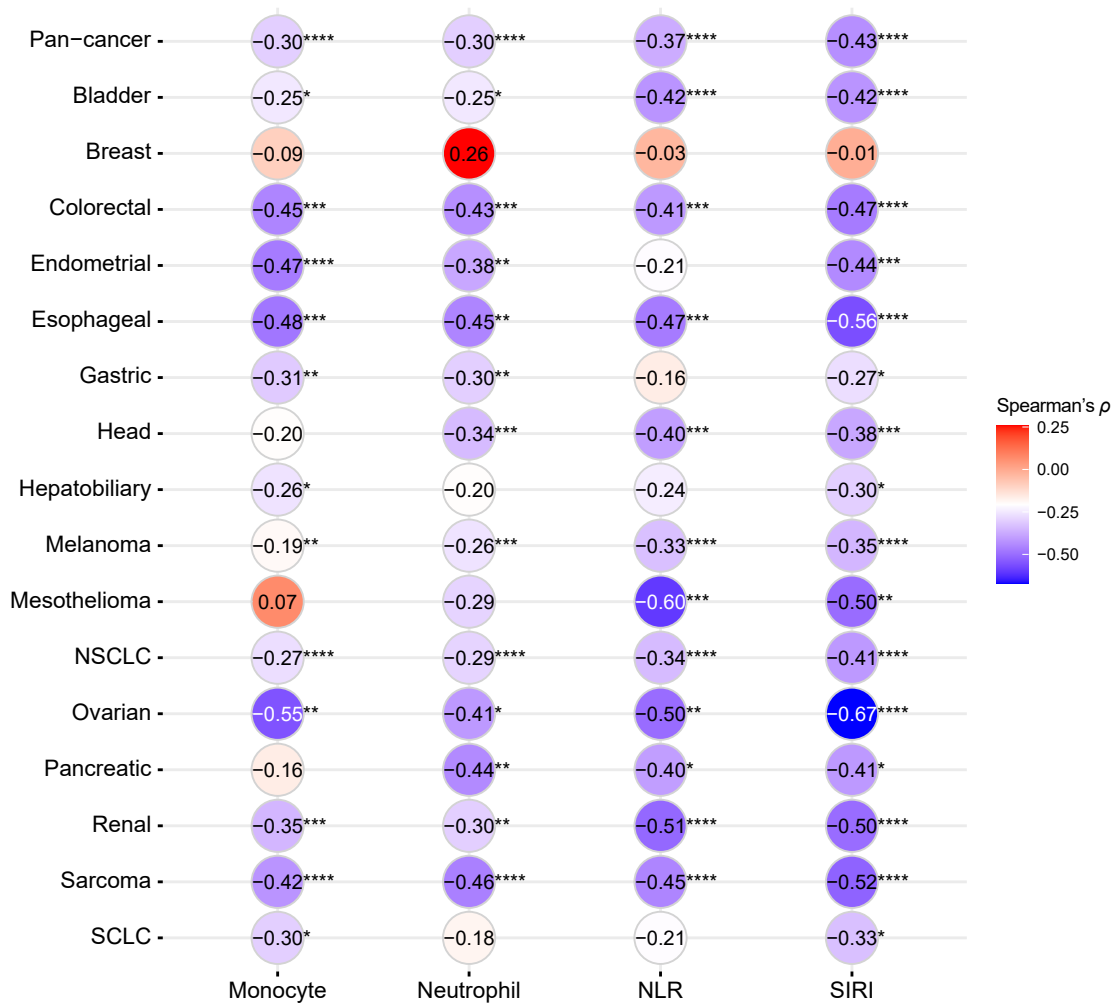 Pan−cancer −0.30**** −0.30**** −0.37**** −0.43****
Bladder −0.25* −0.25* −0.42**** −0.42****
Breast −0.09 0.26 −0.03 −0.01
Colorectal −0.45*** −0.43*** −0.41*** −0.47****
Endometrial −0.47**** −0.38** −0.21 −0.44***
Esophageal −0.48*** −0.45** −0.47*** −0.56****
Gastric −0.31** −0.30** −0.16 −0.27*
Head −0.20 −0.34*** −0.40*** −0.38***
Hepatobiliary −0.26* −0.20 −0.24 −0.30*
Melanoma −0.19** −0.26*** −0.33**** −0.35****
Mesothelioma 0.07 −0.29 −0.60*** −0.50**
NSCLC −0.27**** −0.29**** −0.34**** −0.41****
Ovarian −0.55** −0.41* −0.50** −0.67****
Pancreatic −0.16 −0.44** −0.40* −0.41*
Renal −0.35*** −0.30** −0.51**** −0.50****
Sarcoma −0.42**** −0.46**** −0.45**** −0.52****
SCLC −0.30* −0.18 −0.21 −0.33*
Monocyte Neutrophil NLR SIRI
Spearman’s ρ
0.25
0.00
−0.25
−0.50